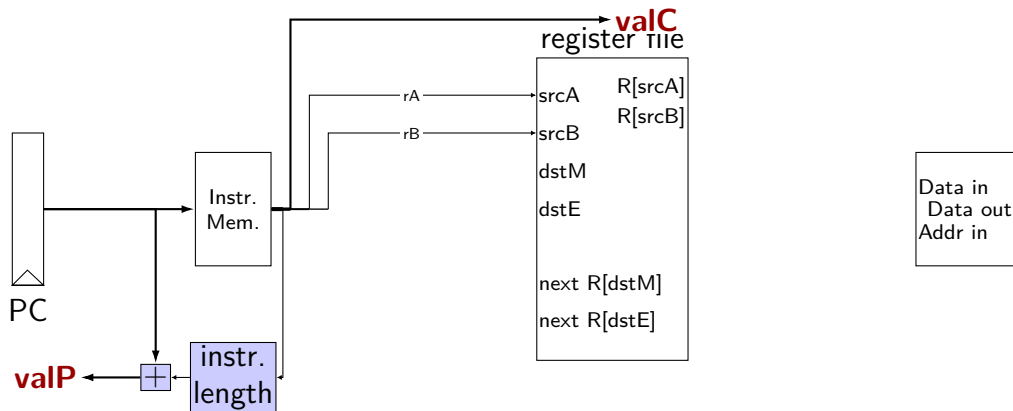 valC
register file
srcA
srcB
dstM
dstE
next R[dstM]
next R[dstE]
R[srcA]
R[srcB]
rA
rB
Instr.
Mem.
PC
Data in
Data out
Addr in
instr.
length
+
valP